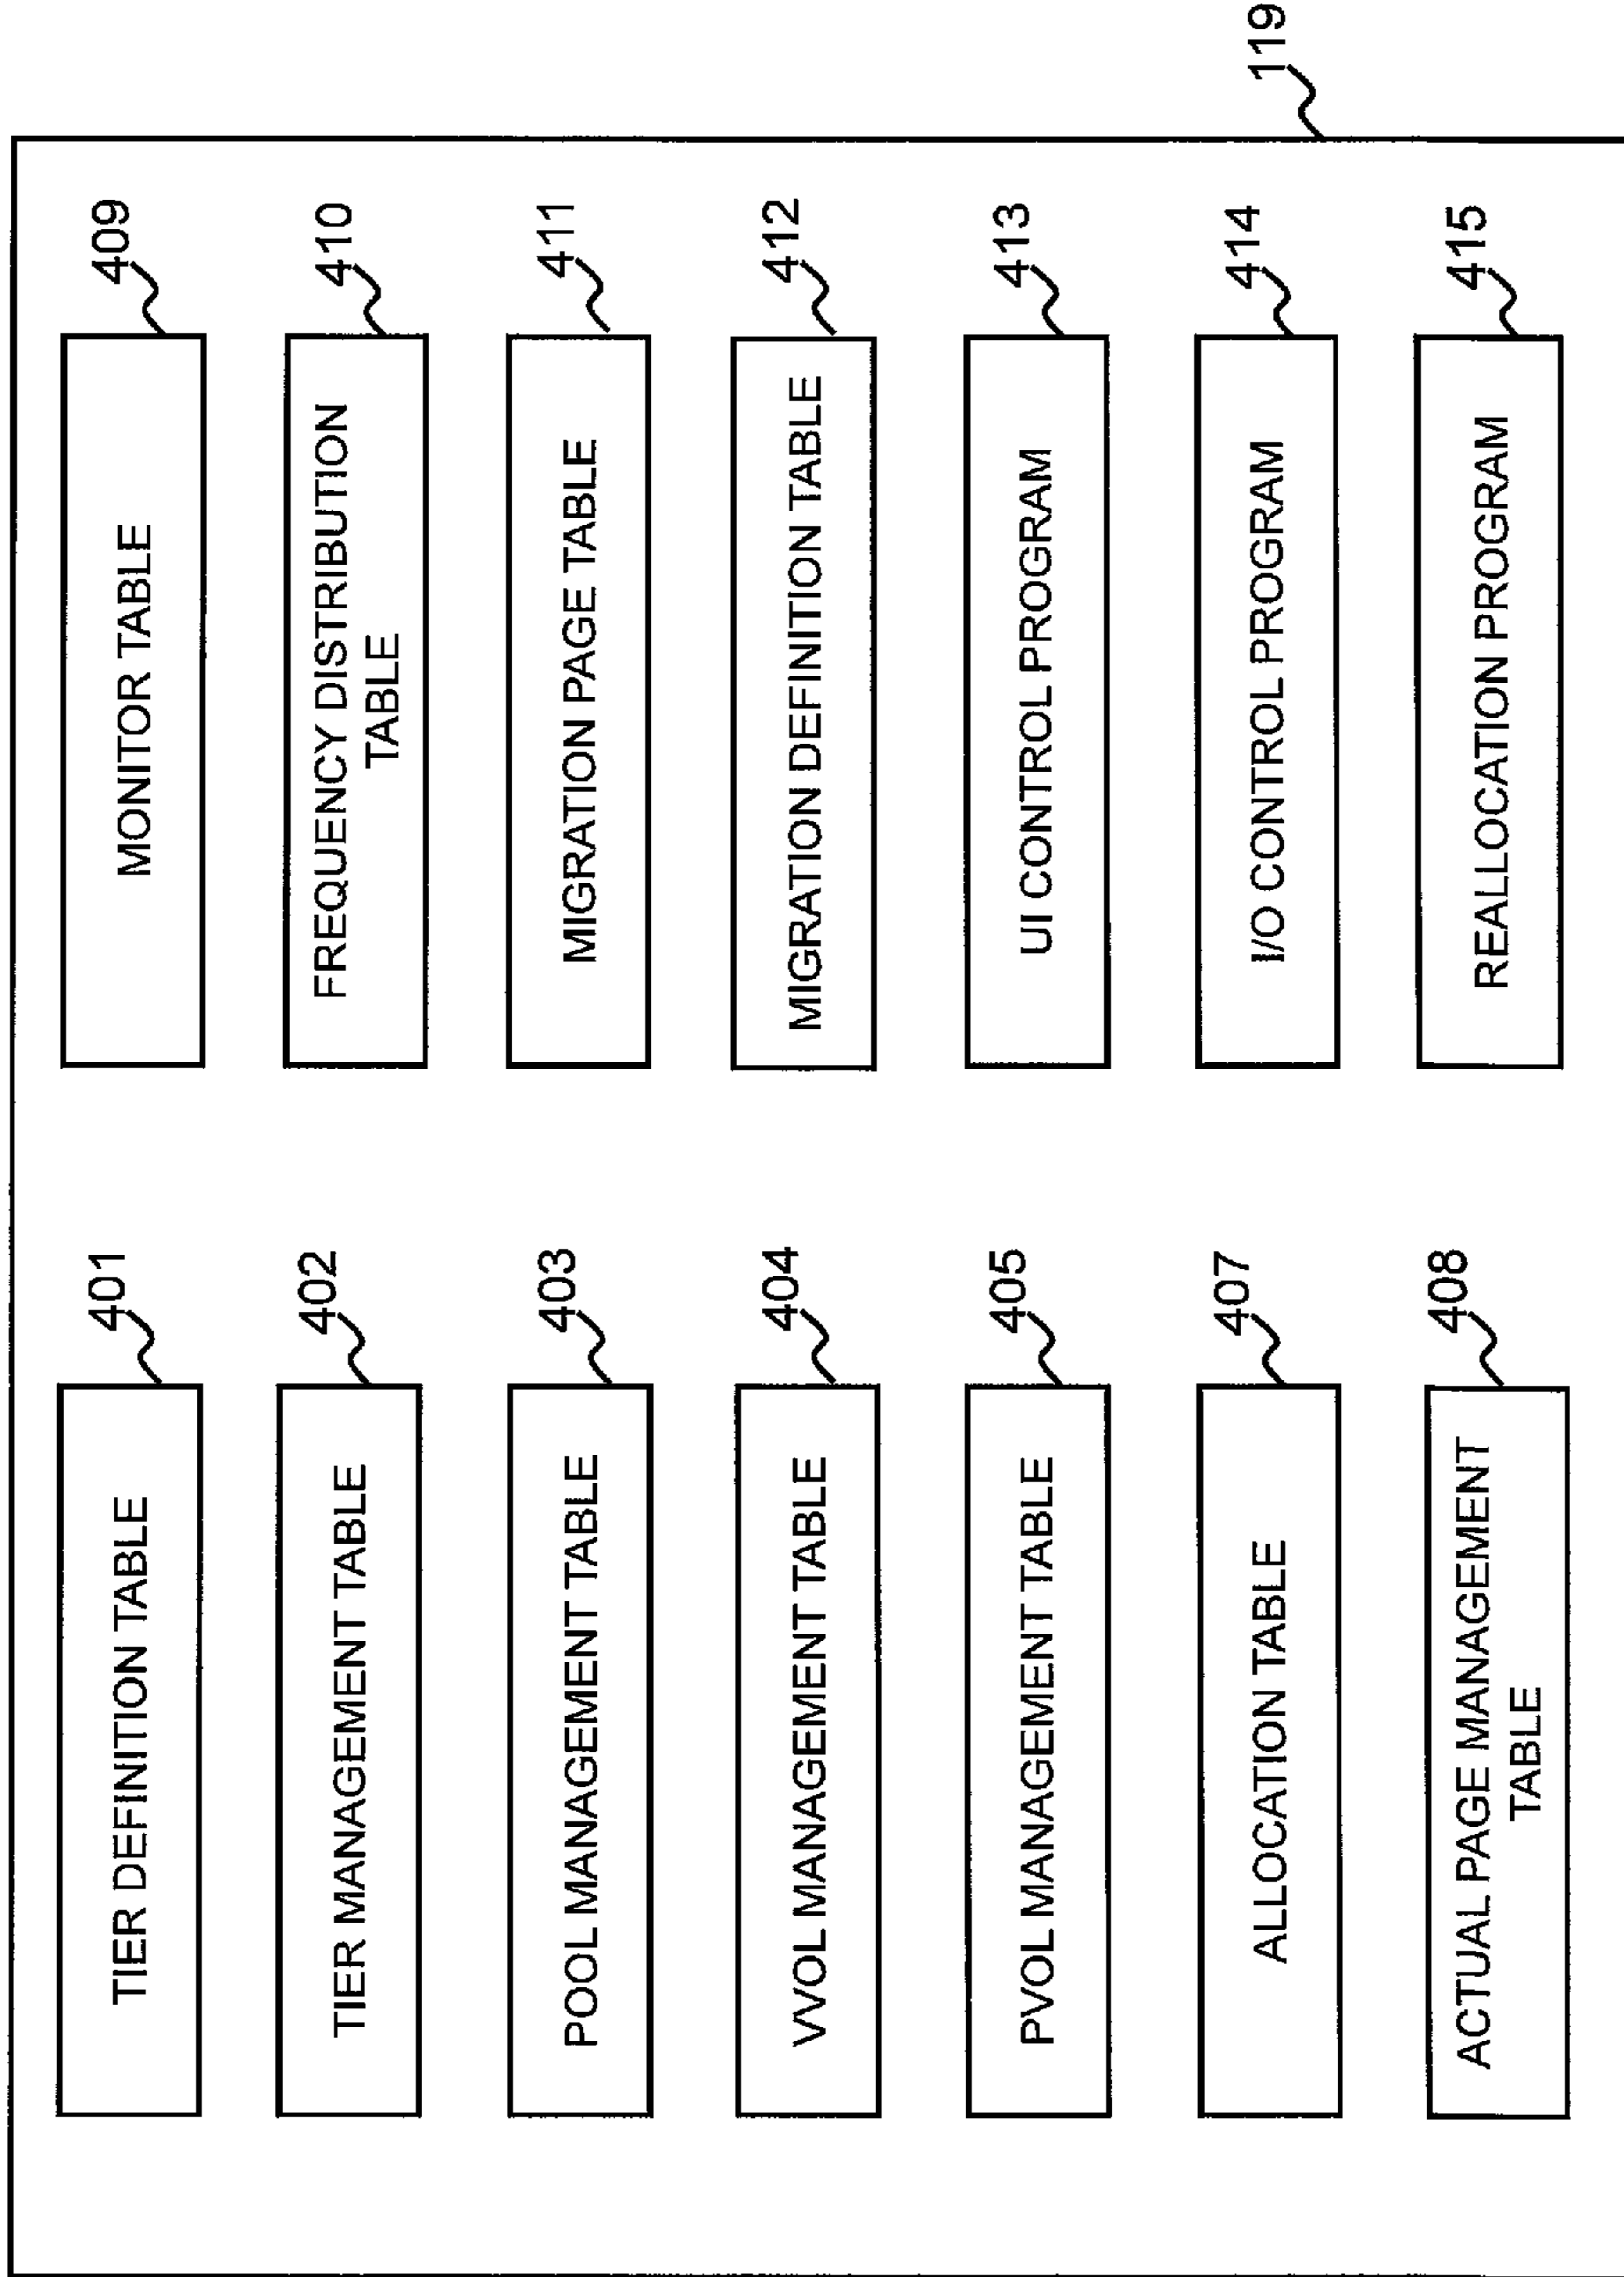 TIER DEFINITION TABLE
401
TIER MANAGEMENT TABLE
402
POOL MANAGEMENT TABLE
403
VVOL MANAGEMENT TABLE
404
PVOL MANAGEMENT TABLE
405
ALLOCATION TABLE
407
ACTUAL PAGE MANAGEMENT
TABLE
408
MONITOR TABLE
409
FREQUENCY DISTRIBUTION
TABLE
410
MIGRATION PAGE TABLE
411
MIGRATION DEFINITION TABLE
412
UI CONTROL PROGRAM
413
I/O CONTROL PROGRAM
414
REALLOCATION PROGRAM
415
119